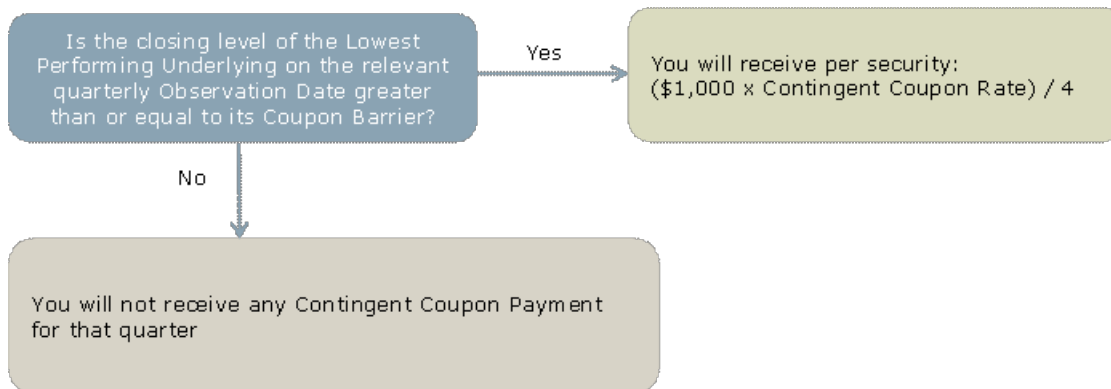 Is the closing level of the Lowest
Performing Underlying on the relevant
quarterly Observation Date greater
than or equal to its Coupon Barrier?
Yes
You will receive per security:
($1,000 x Contingent Coupon Rate) / 4
No
You will not receive any Contingent Coupon Payment
for that quarter